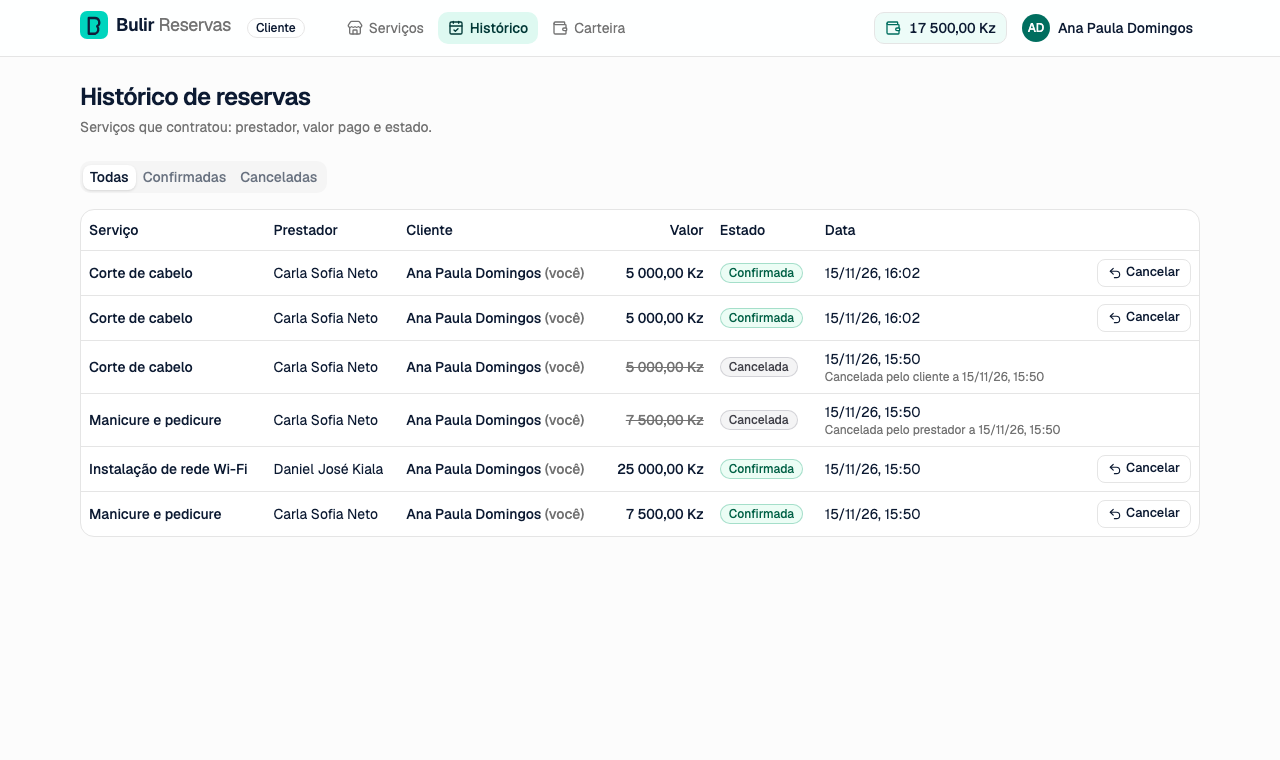 Bulir Reservas Cliente Serviços Histórico Carteira 17 500,00 Kz AD Ana Paula Domingos
Histórico de reservas
Serviços que contratou: prestador, valor pago e estado.
Todas Confirmadas Canceladas
Serviço Prestador Cliente Valor Estado Data
Corte de cabelo Carla Sofia Neto Ana Paula Domingos (você) 5 000,00 Kz Confirmada 15/11/26, 16:02 Cancelar
Corte de cabelo Carla Sofia Neto Ana Paula Domingos (você) 5 000,00 Kz Confirmada 15/11/26, 16:02 Cancelar
Corte de cabelo Carla Sofia Neto Ana Paula Domingos (você) 5 000,00 Kz Cancelada 15/11/26, 15:50
Cancelada pelo cliente a 15/11/26, 15:50
Manicure e pedicure Carla Sofia Neto Ana Paula Domingos (você) 7 500,00 Kz Cancelada 15/11/26, 15:50
Cancelada pelo prestador a 15/11/26, 15:50
Instalação de rede Wi-Fi Daniel José Kiala Ana Paula Domingos (você) 25 000,00 Kz Confirmada 15/11/26, 15:50 Cancelar
Manicure e pedicure Carla Sofia Neto Ana Paula Domingos (você) 7 500,00 Kz Confirmada 15/11/26, 15:50 Cancelar